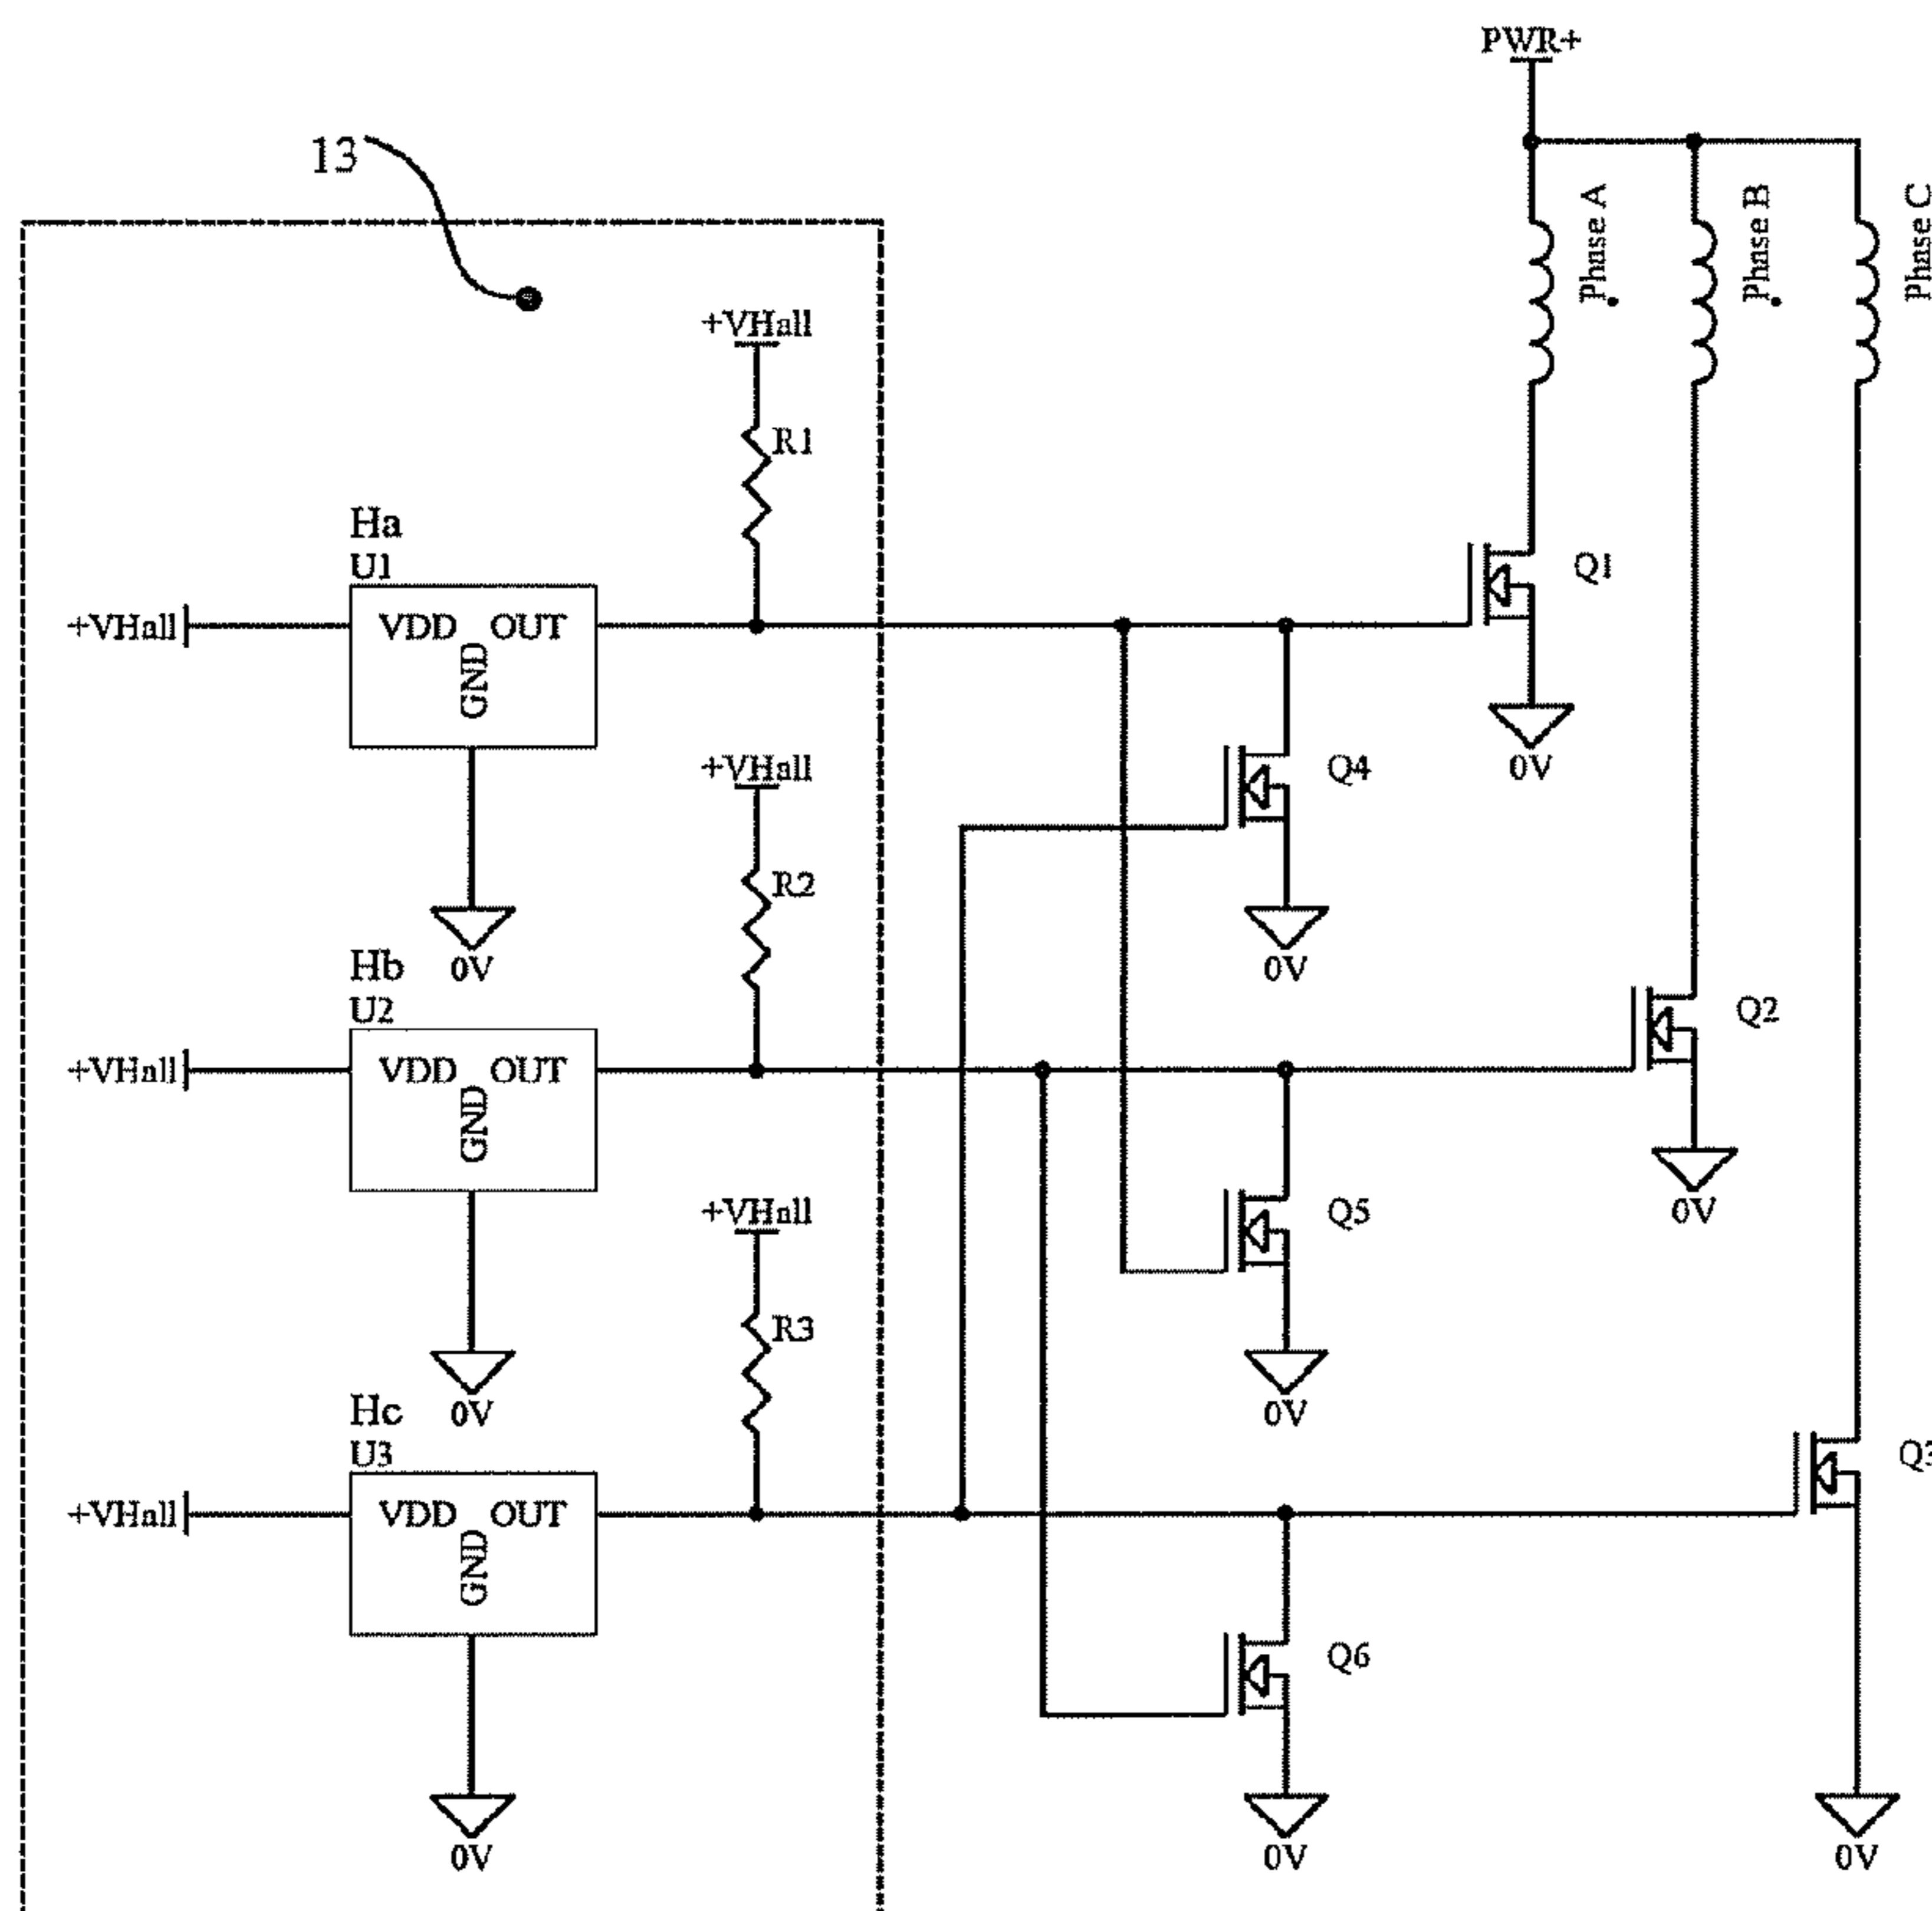 PWR+
13
Phase A
Phase B
Phase C
+VHall
R1
Ha
U1
Q1
+VHall
VDD OUT
GND
0V
+VHall
Q4
R2
Hb
0V
0V
U2
Q2
+VHall
VDD OUT
GND
+VHall
Q5
0V
R3
Hc
0V
0V
U3
Q3
+VHall
VDD OUT
GND
Q6
0V
0V
0V